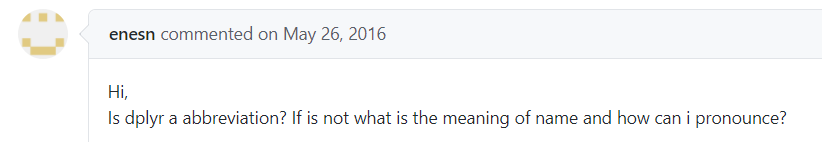 enesn commented on May 26, 2016
Hi,
Is dplyr a abbreviation? If is not what is the meaning of name and how can i pronounce?